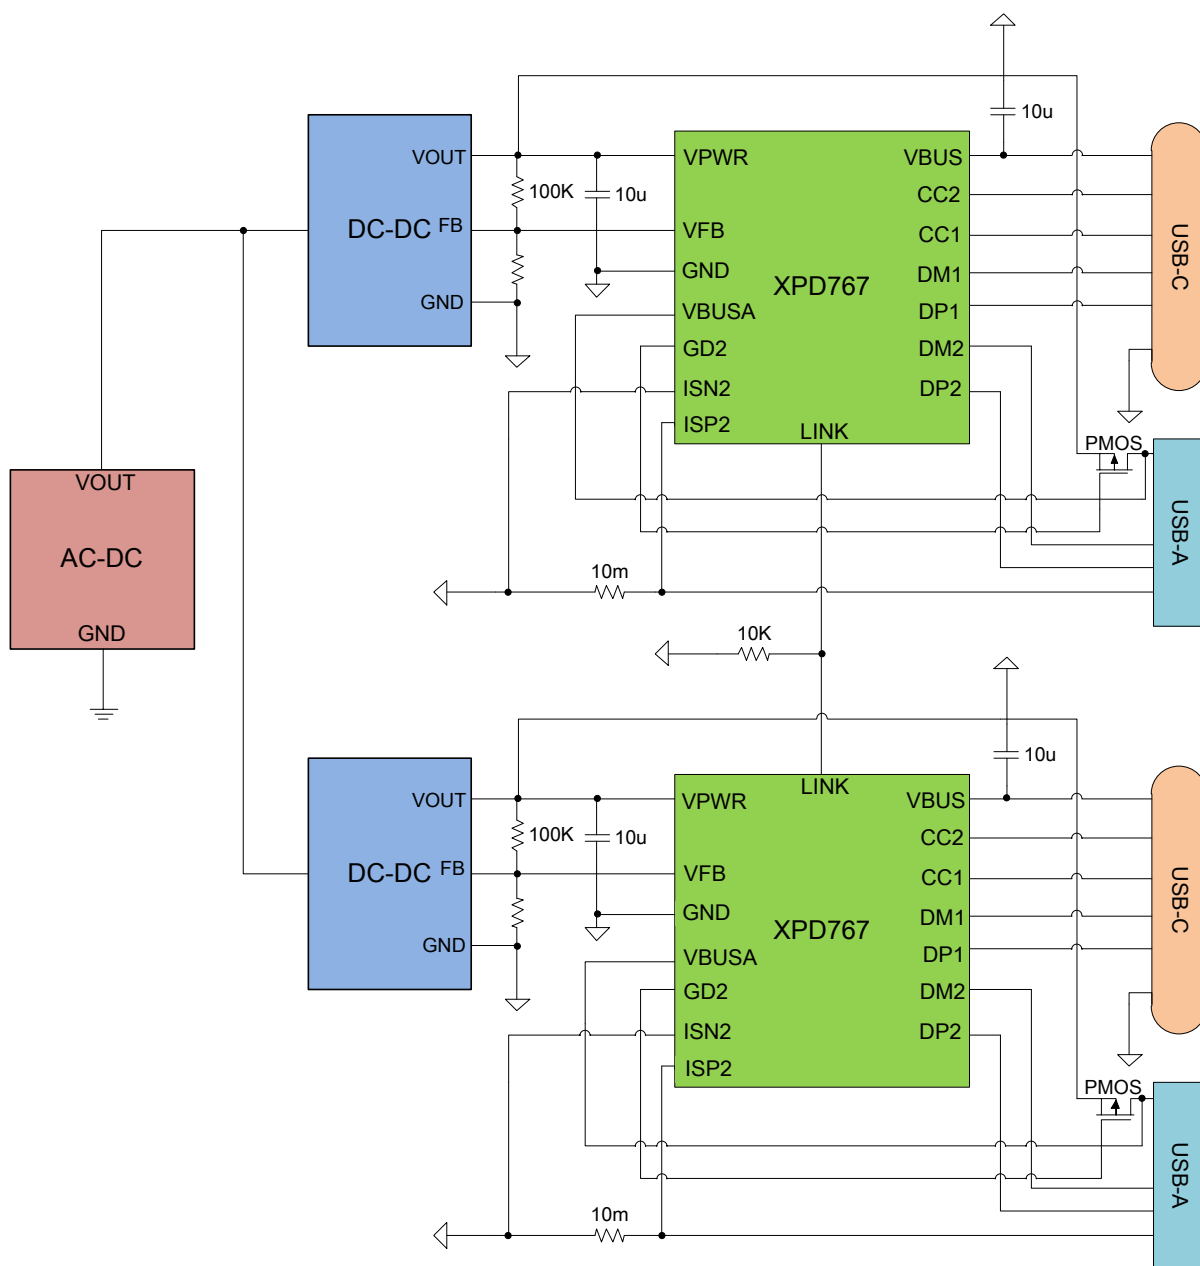 10u
VOUT
100K
10u
DC-DC
FB
GND
VPWR
VFB
GND
VBUSA
GD2
ISN2
ISP2
XPD767
LINK
VBUS
CC2
CC1
DM1
DP1
DM2
DP2
USB-C
PMOS
USB-A
VOUT
AC-DC
GND
10m
10K
10u
VOUT
100K
10u
DC-DC
FB
GND
LINK
VPWR
VFB
GND
VBUSA
GD2
ISN2
ISP2
XPD767
VBUS
CC2
CC1
DM1
DP1
DM2
DP2
USB-C
PMOS
USB-A
10m